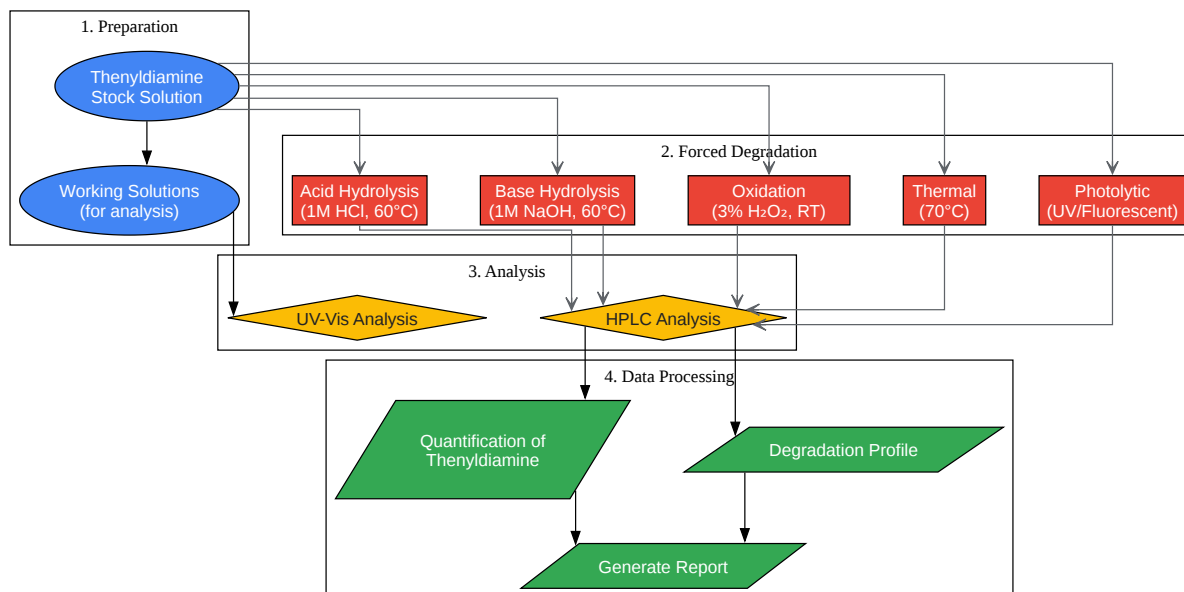 1. Preparation
Thenyldiamine
Stock Solution
Working Solutions
(for analysis)
2. Forced Degradation
Acid Hydrolysis
(1M HCl, 60°C)
Base Hydrolysis
(1M NaOH, 60°C)
Oxidation
(3% H₂O₂, RT)
Thermal
(70°C)
Photolytic
(UV/Fluorescent)
3. Analysis
UV-Vis Analysis
HPLC Analysis
4. Data Processing
Quantification of
Thenyldiamine
Degradation Profile
Generate Report